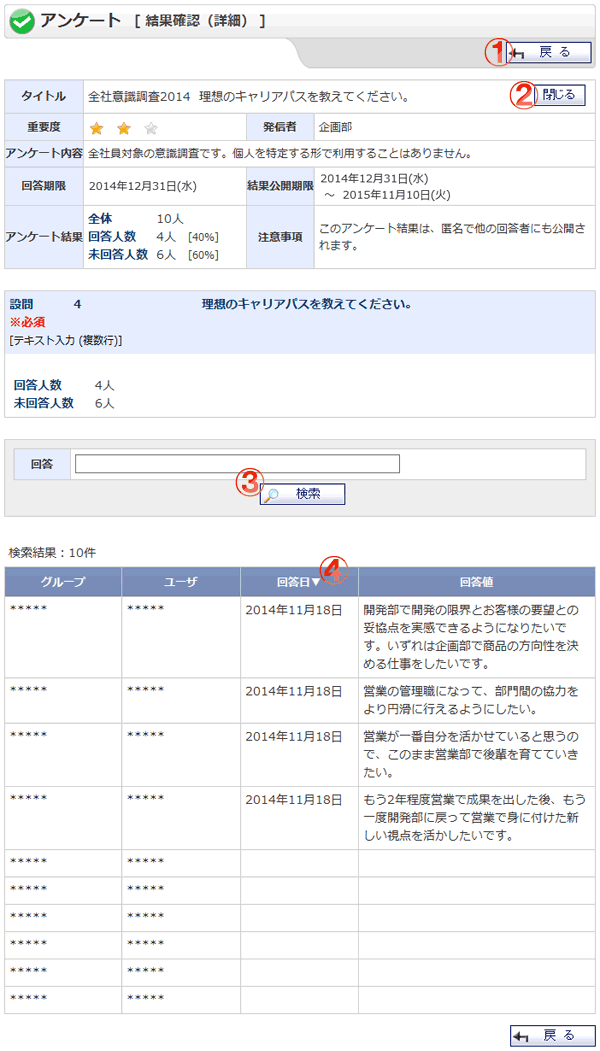 アンケート [ 結果確認（詳細） ]
① 戻 る
タイトル 全社意識調査2014　理想のキャリアパスを教えてください。 ② 閉じる
重要度 発信者 企画部
アンケート内容 全社員対象の意識調査です。個人を特定する形で利用することはありません。
回答期限 2014年12月31日(水) 結果公開期限 2014年12月31日(水)
～ 2015年11月10日(火)
アンケート結果 全体 10人
回答人数 4人 [40%]
未回答人数 6人 [60%]
注意事項 このアンケート結果は、匿名で他の回答者にも公開さ
れます。
設問 4 理想のキャリアパスを教えてください。
※必須
[テキスト入力 (複数行)]
回答人数 4人
未回答人数 6人
回答
③ 検索
検索結果：10件
グループ ユーザ 回答日▼ ④ 回答値
***** ***** 2014年11月18日 開発部で開発の限界とお客様の要望との
妥協点を実感できるようになりたいで
す。いずれは企画部で商品の方向性を決
める仕事をしたいです。
***** ***** 2014年11月18日 営業の管理職になって、部門間の協力を
より円滑に行えるようにしたい。
***** ***** 2014年11月18日 営業が一番自分を活かせていると思うの
で、このまま営業部で後輩を育てていき
たい。
***** ***** 2014年11月18日 もう2年程度営業で成果を出した後、もう
一度開発部に戻って営業で身に付けた新
しい視点を活かしたいです。
***** *****
***** *****
***** *****
***** *****
***** *****
***** *****
戻 る